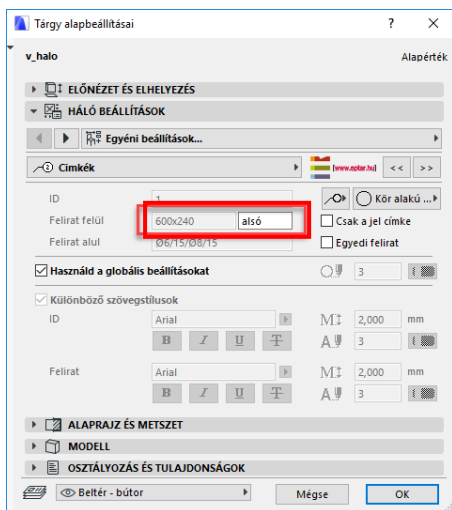 Tárgy alapbeállításai ? ×
v_halo Alapérték
ELŐNÉZET ÉS ELHELYEZÉS
HÁLÓ BEÁLLÍTÁSOK
Egyéni beállítások...
Cimkék [www.eptar.hu] << >>
ID 1 Kör alakú ...
Felirat felül 600x240 alsó Csak a jel címke
Felirat alul Ø6/15/Ø8/15 Egyedi felirat
Használd a globális beállításokat 3
Különböző szövegstílusok
ID Arial 2,000 mm
B I U T 3
Felirat Arial 2,000 mm
B I U T 3
ALAPRAJZ ÉS METSZET
MODELL
OSZTÁLYOZÁS ÉS TULAJDONSÁGOK
Beltér - bútor Mégse OK